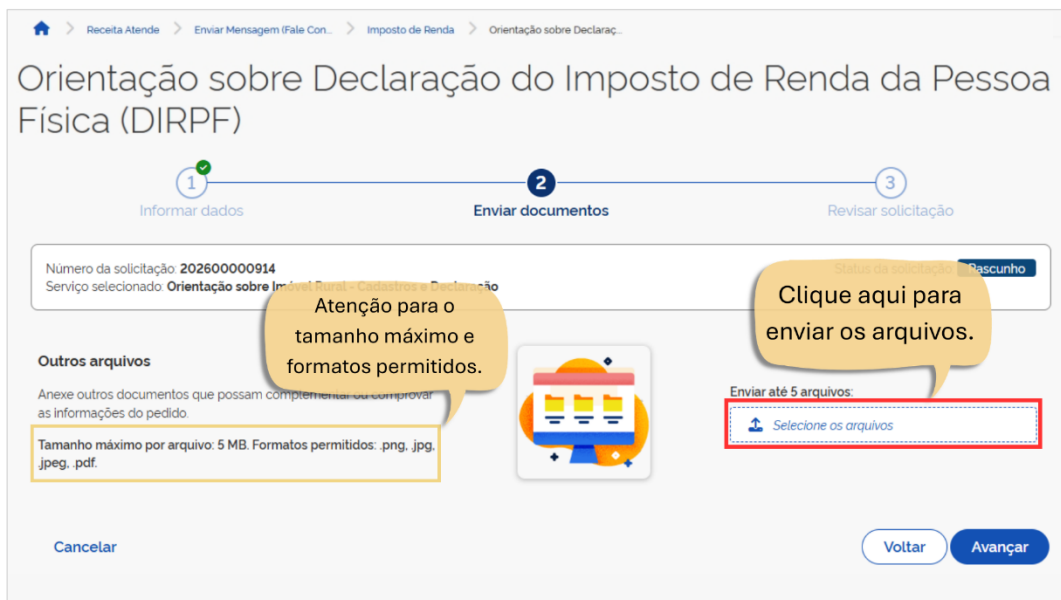 Receita Atende > Enviar Mensagem (Fale Con... > Imposto de Renda > Orientação sobre Declaraç...
Orientação sobre Declaração do Imposto de Renda da Pessoa
Física (DIRPF)
1
Informar dados
2
Enviar documentos
3
Revisar solicitação
Número da solicitação: 202600000914
Status da solicitação: Rascunho
Serviço selecionado: Orientação sobre Imóvel Rural - Cadastros e Declaração
Atenção para o
tamanho máximo e
formatos permitidos.
Clique aqui para
enviar os arquivos.
Outros arquivos
Anexe outros documentos que possam complementar ou comprovar
as informações do pedido.
Tamanho máximo por arquivo: 5 MB. Formatos permitidos: .png, .jpg,
.jpeg, .pdf.
Enviar até 5 arquivos:
Selecione os arquivos
Cancelar
Voltar
Avançar